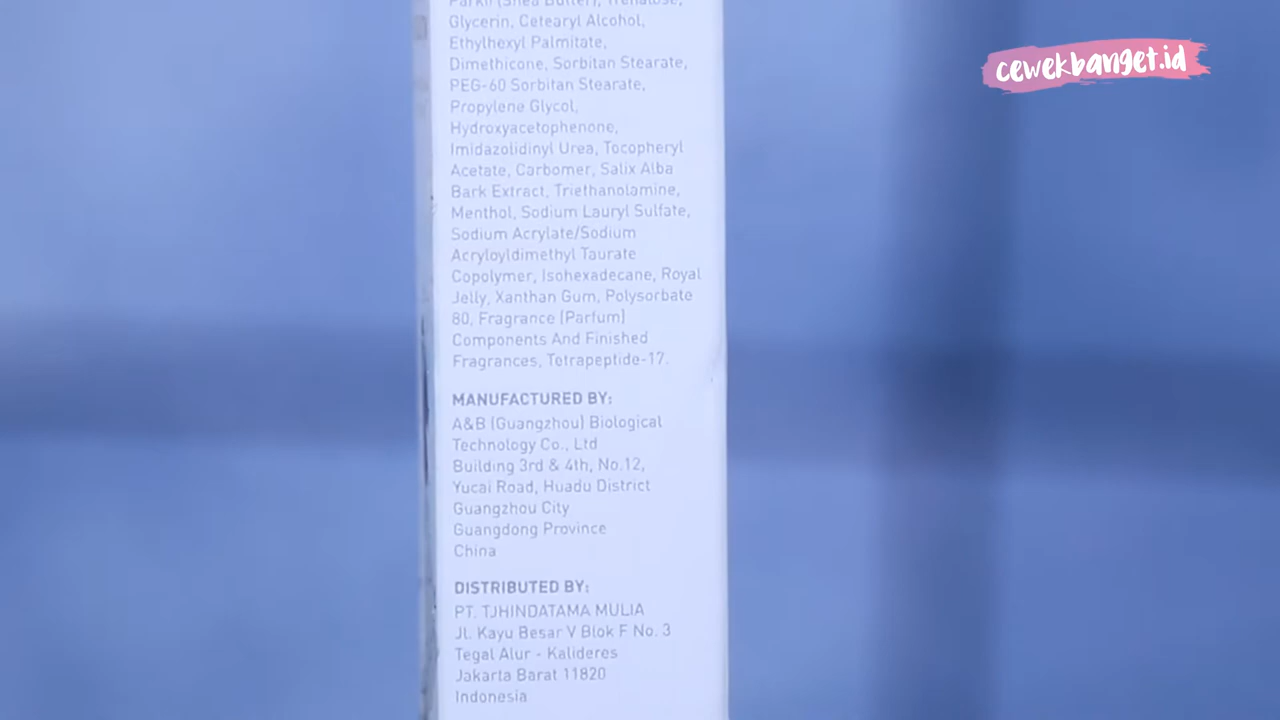 Parkii (Shea Butter), Trehalose,
Glycerin, Cetearyl Alcohol,
Ethylhexyl Palmitate,
Dimethicone, Sorbitan Stearate,
PEG-60 Sorbitan Stearate,
Propylene Glycol,
Hydroxyacetophenone,
Imidazolidinyl Urea, Tocopheryl
Acetate, Carbomer, Salix Alba
Bark Extract, Triethanolamine,
Menthol, Sodium Lauryl Sulfate,
Sodium Acrylate/Sodium
Acryloyldimethyl Taurate
Copolymer, Isohexadecane, Royal
Jelly, Xanthan Gum, Polysorbate
80, Fragrance (Parfum)
Components And Finished
Fragrances, Tetrapeptide-17.
MANUFACTURED BY:
A&B (Guangzhou) Biological
Technology Co., Ltd
Building 3rd & 4th, No.12,
Yucai Road, Huadu District
Guangzhou City
Guangdong Province
China
DISTRIBUTED BY:
PT. TJHINDATAMA MULIA
Jl. Kayu Besar V Blok F No. 3
Tegal Alur - Kalideres
Jakarta Barat 11820
Indonesia
cewekbanget.id